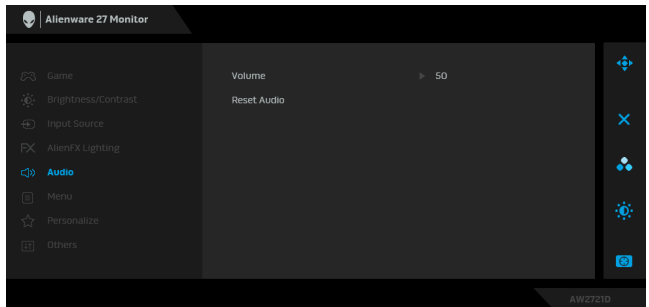 Alienware 27 Monitor
Game
Brightness/Contrast
Input Source
AlienFX Lighting
Audio
Menu
Personalize
Others
Volume 50
Reset Audio
AW2721D